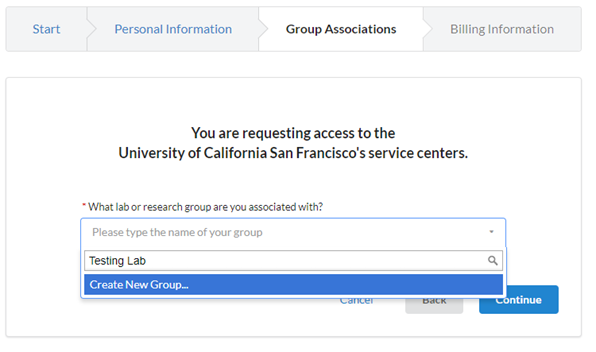 Start Personal Information Group Associations Billing Information
You are requesting access to the
University of California San Francisco's service centers.
* What lab or research group are you associated with?
Please type the name of your group
Testing Lab
Create New Group...
Cancel Back Continue